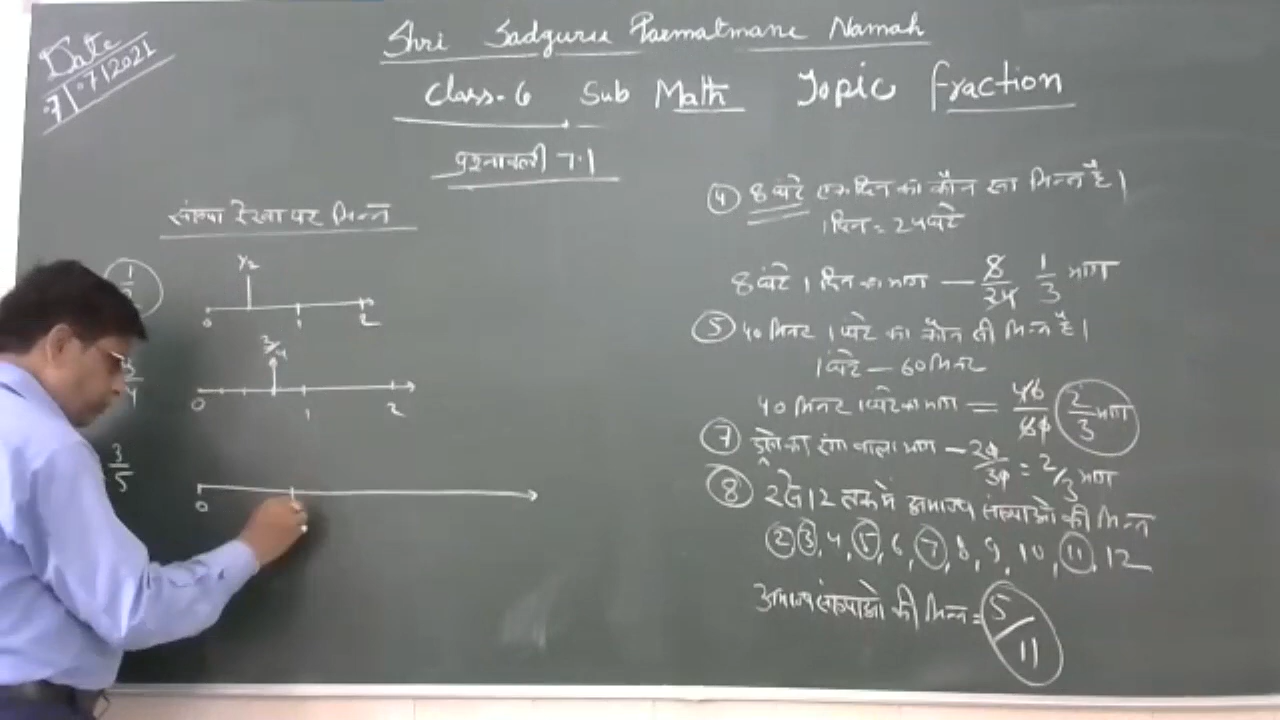 Date
7/07/2021
Shri Sadguru Parmatmane Namah
Class-6 Sub Math Topic fraction
प्रश्नावली 7.1
संख्या रेखा पर भिन्न
1/2
0 1 2
3/4
3/4
0 1 2
3/5
0
④ 8 घंटे एक दिन का कौन सा भिन्न है।
1 दिन = 24 घंटे
8 घंटे 1 दिन का भाग — 8/24 1/3 भाग
⑤ 40 मिनट 1 घंटे का कौन सी भिन्न है।
1 घंटे — 60 मिनट
40 मिनट 1 घंटे का भाग = 40/60 2/3 भाग
⑦ ड्रेस का रंग वाला भाग — 20/30 = 2/3 भाग
⑧ 2 से 12 तक में अभाज्य संख्याओ की भिन्न
②③,4,⑤,6,⑦,8,9,10,⑪,12
अभाज्य संख्याओ की भिन्न = 5/11